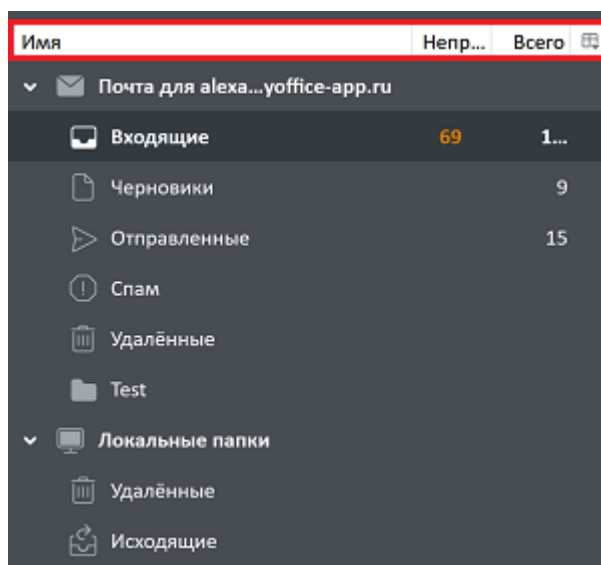 Имя Непр... Всего
Почта для alexa...yoffice-app.ru
Входящие 69 1...
Черновики 9
Отправленные 15
Спам
Удалённые
Test
Локальные папки
Удалённые
Исходящие